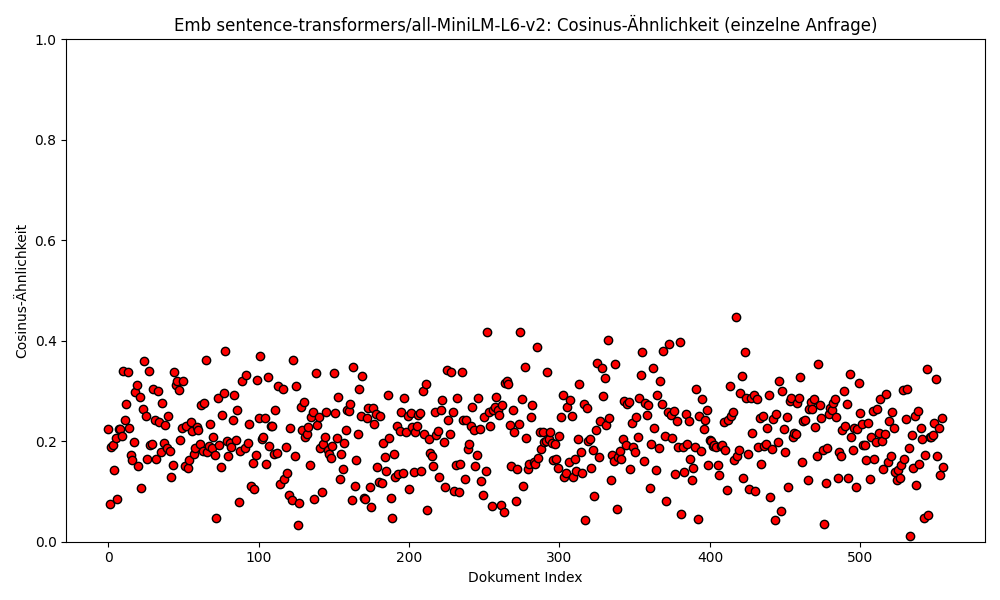 Emb sentence-transformers/all-MiniLM-L6-v2: Cosinus-Ähnlichkeit (einzelne Anfrage)
1.0
0.8
0.6
0.4
0.2
0.0
Cosinus-Ähnlichkeit
0 100 200 300 400 500
Dokument Index